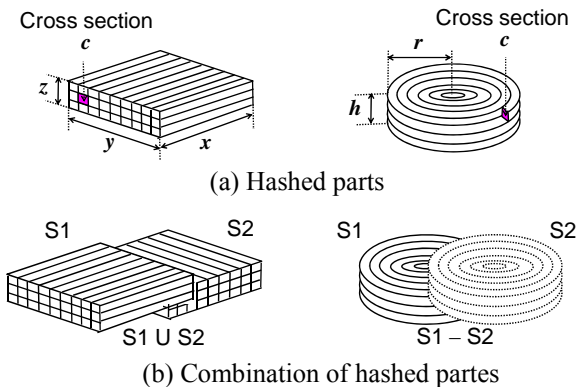 Cross section
c
z
y
x
Cross section
r
c
h
(a) Hashed parts
S1
S2
S1 U S2
S1
S2
S1 – S2
(b) Combination of hashed partes